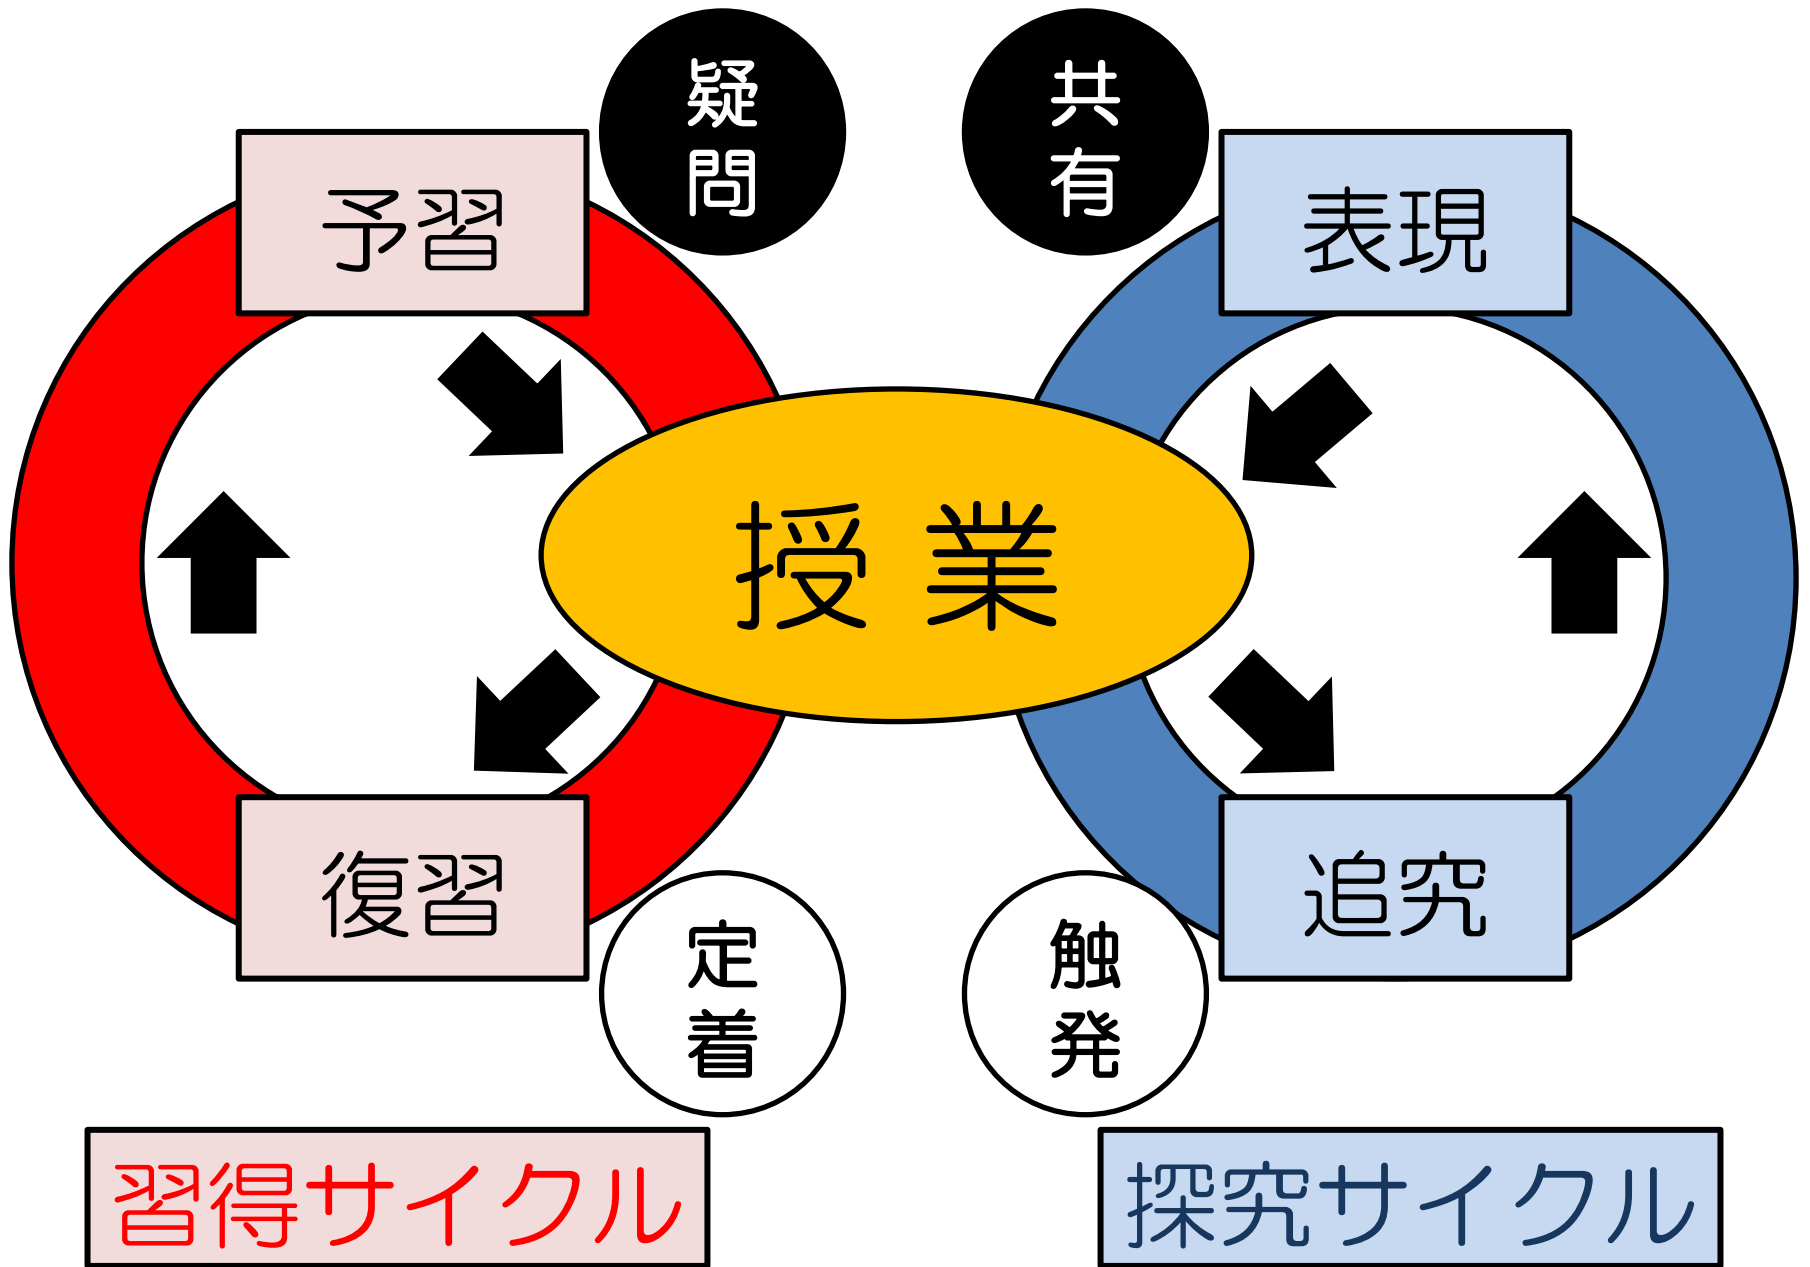 疑問
共有
予習
表現
授業
復習
追究
定着
触発
習得サイクル
探究サイクル